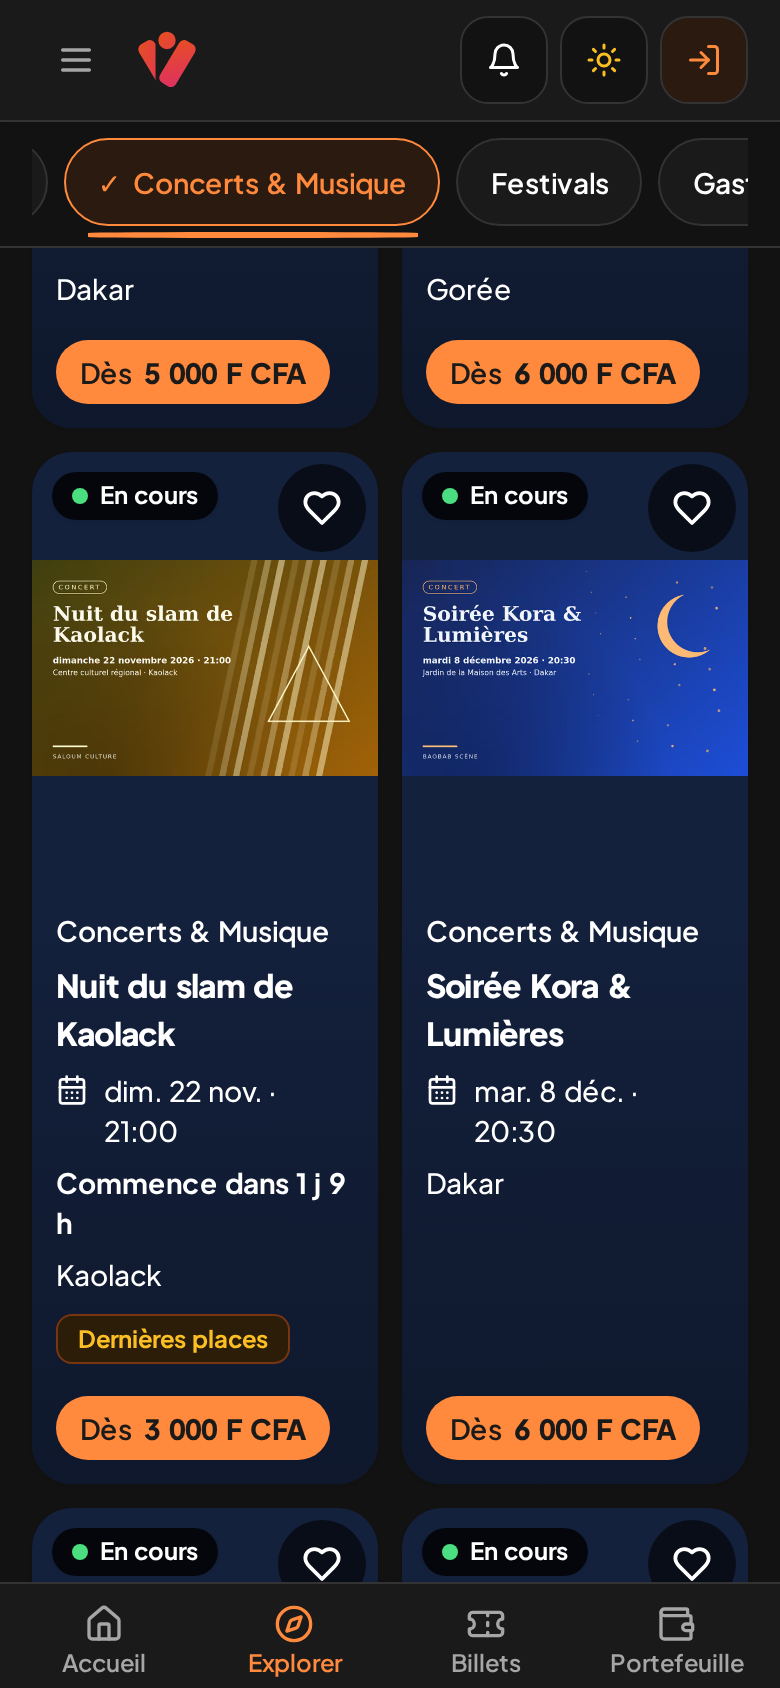 ✓ Concerts & Musique
Festivals
Dakar
Dès 5 000 F CFA
Gorée
Dès 6 000 F CFA
En cours
CONCERT
Nuit du slam de
Kaolack
dimanche 22 novembre 2026 · 21:00
Centre culturel régional · Kaolack
SALOUM CULTURE
Concerts & Musique
Nuit du slam de
Kaolack
dim. 22 nov. ·
21:00
Commence dans 1 j 9
h
Kaolack
Dernières places
Dès 3 000 F CFA
En cours
CONCERT
Soirée Kora &
Lumières
mardi 8 décembre 2026 · 20:30
Jardin de la Maison des Arts · Dakar
BAOBAB SCÈNE
Concerts & Musique
Soirée Kora &
Lumières
mar. 8 déc. ·
20:30
Dakar
Dès 6 000 F CFA
En cours
En cours
Accueil
Explorer
Billets
Portefeuille